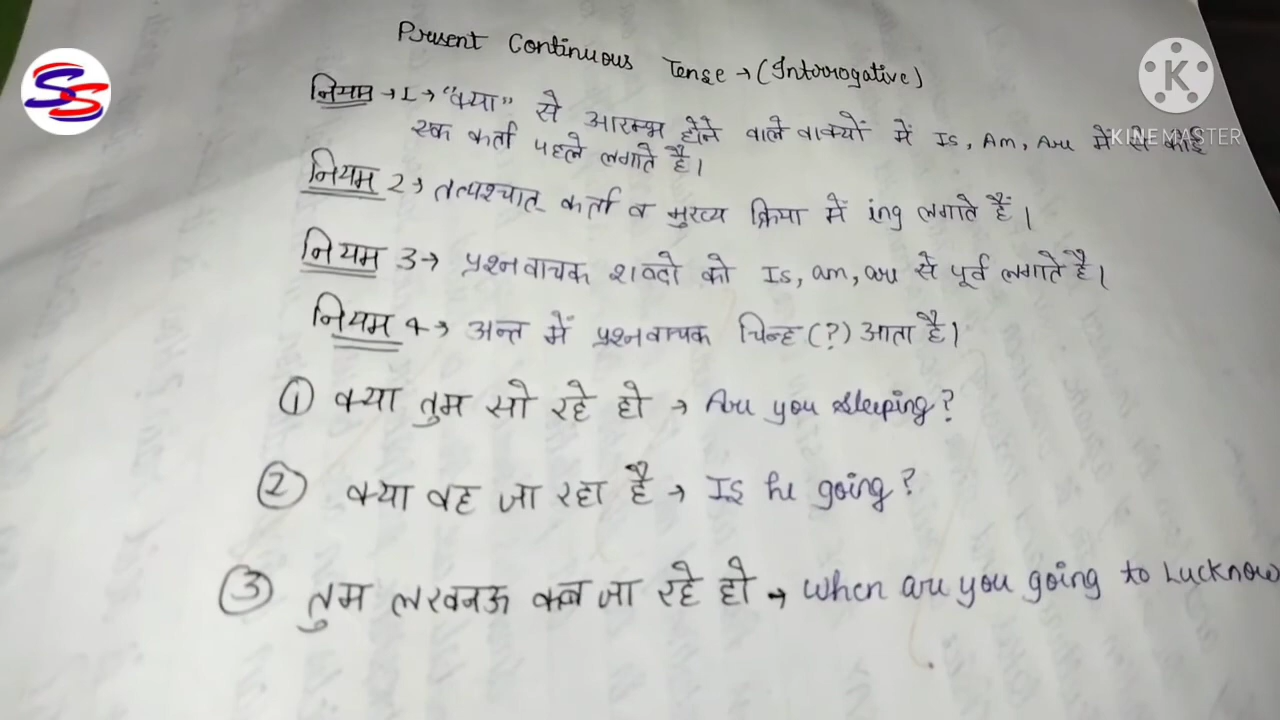 Present Continuous Tense → (Intorrogative)
नियम → I → "क्या" से आरम्भ होने वाले वाक्यों में Is, Am, Are में से कोई
एक कर्ता पहले लगाते है।
नियम 2 → तत्पश्चात् कर्ता व मुख्य क्रिया में ing लगाते हैं।
नियम 3 → प्रश्नवाचक शब्दो को Is, am, are से पूर्व लगाते है।
नियम 4 → अन्त में प्रश्नवाचक चिन्ह (?) आता है।
① क्या तुम सो रहे हो → Are you sleeping?
② क्या वह जा रहा है → Is he going?
③ तुम लखनऊ कब जा रहे हो → When are you going to Lucknow
SS
K
KINEMASTER